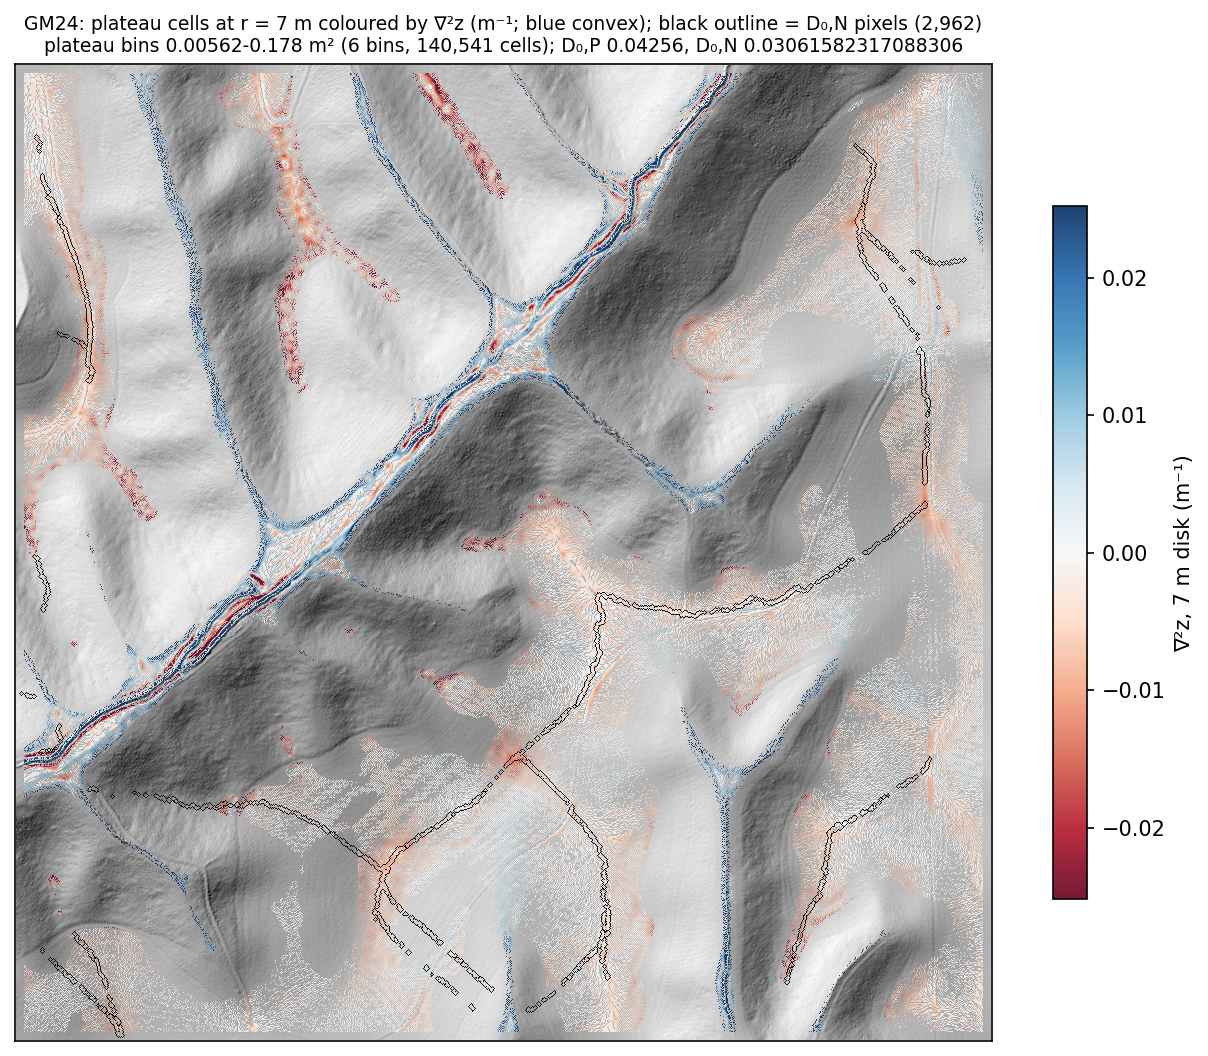 GM24: plateau cells at r = 7 m coloured by ∇²z (m⁻¹; blue convex); black outline = D₀,N pixels (2,962)
plateau bins 0.00562-0.178 m² (6 bins, 140,541 cells); D₀,P 0.04256, D₀,N 0.03061582317088306
0.02
0.01
0.00
−0.01
−0.02
∇²z, 7 m disk (m⁻¹)